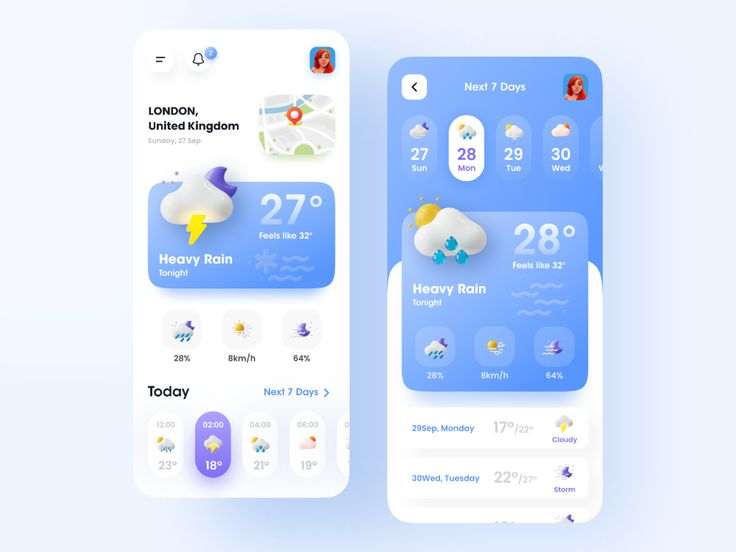 2
LONDON,
United Kingdom
Sunday, 27 Sep
27°
Feels like 32°
Heavy Rain
Tonight
28%
8km/h
64%
Today
Next 7 Days
12:00
02:00
04:00
06:00
23°
18°
21°
19°
Next 7 Days
27
28
29
30
Sun
Mon
Tue
Wed
28°
Feels like 32°
Heavy Rain
Tonight
28%
8km/h
64%
29Sep, Monday
17°/22°
Cloudy
30Wed, Tuesday
22°/27°
Storm